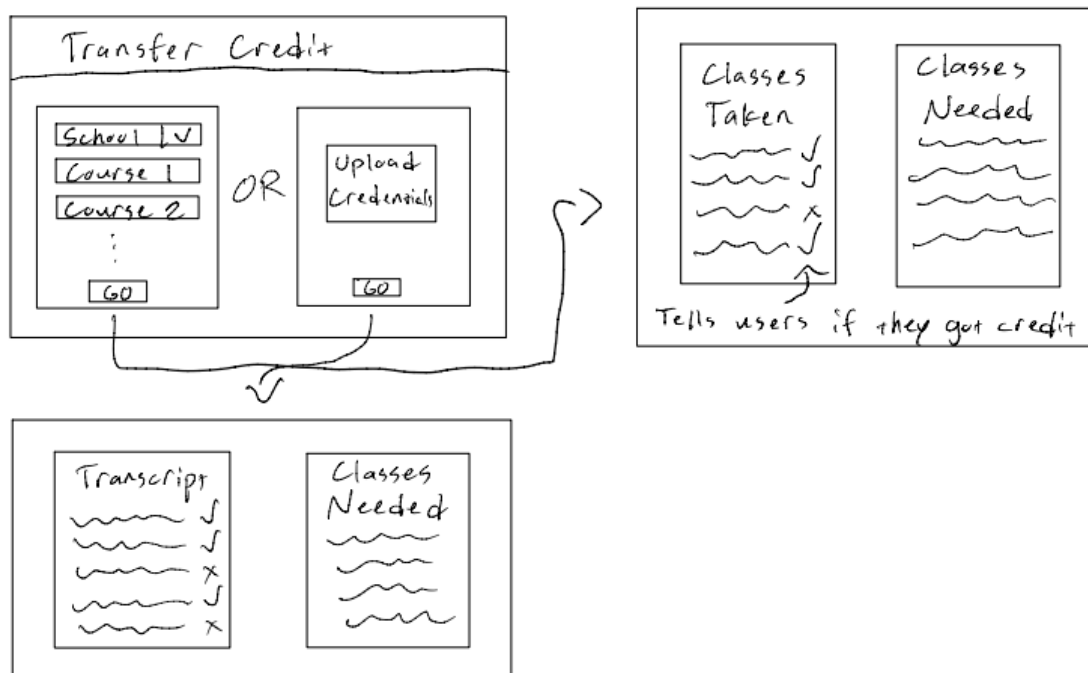 Transfer Credit
School
Course 1
Course 2
GO
OR
Upload
Credentials
GO
Classes
Taken
Classes
Needed
Tells users if they got credit
Transcript
Classes
Needed